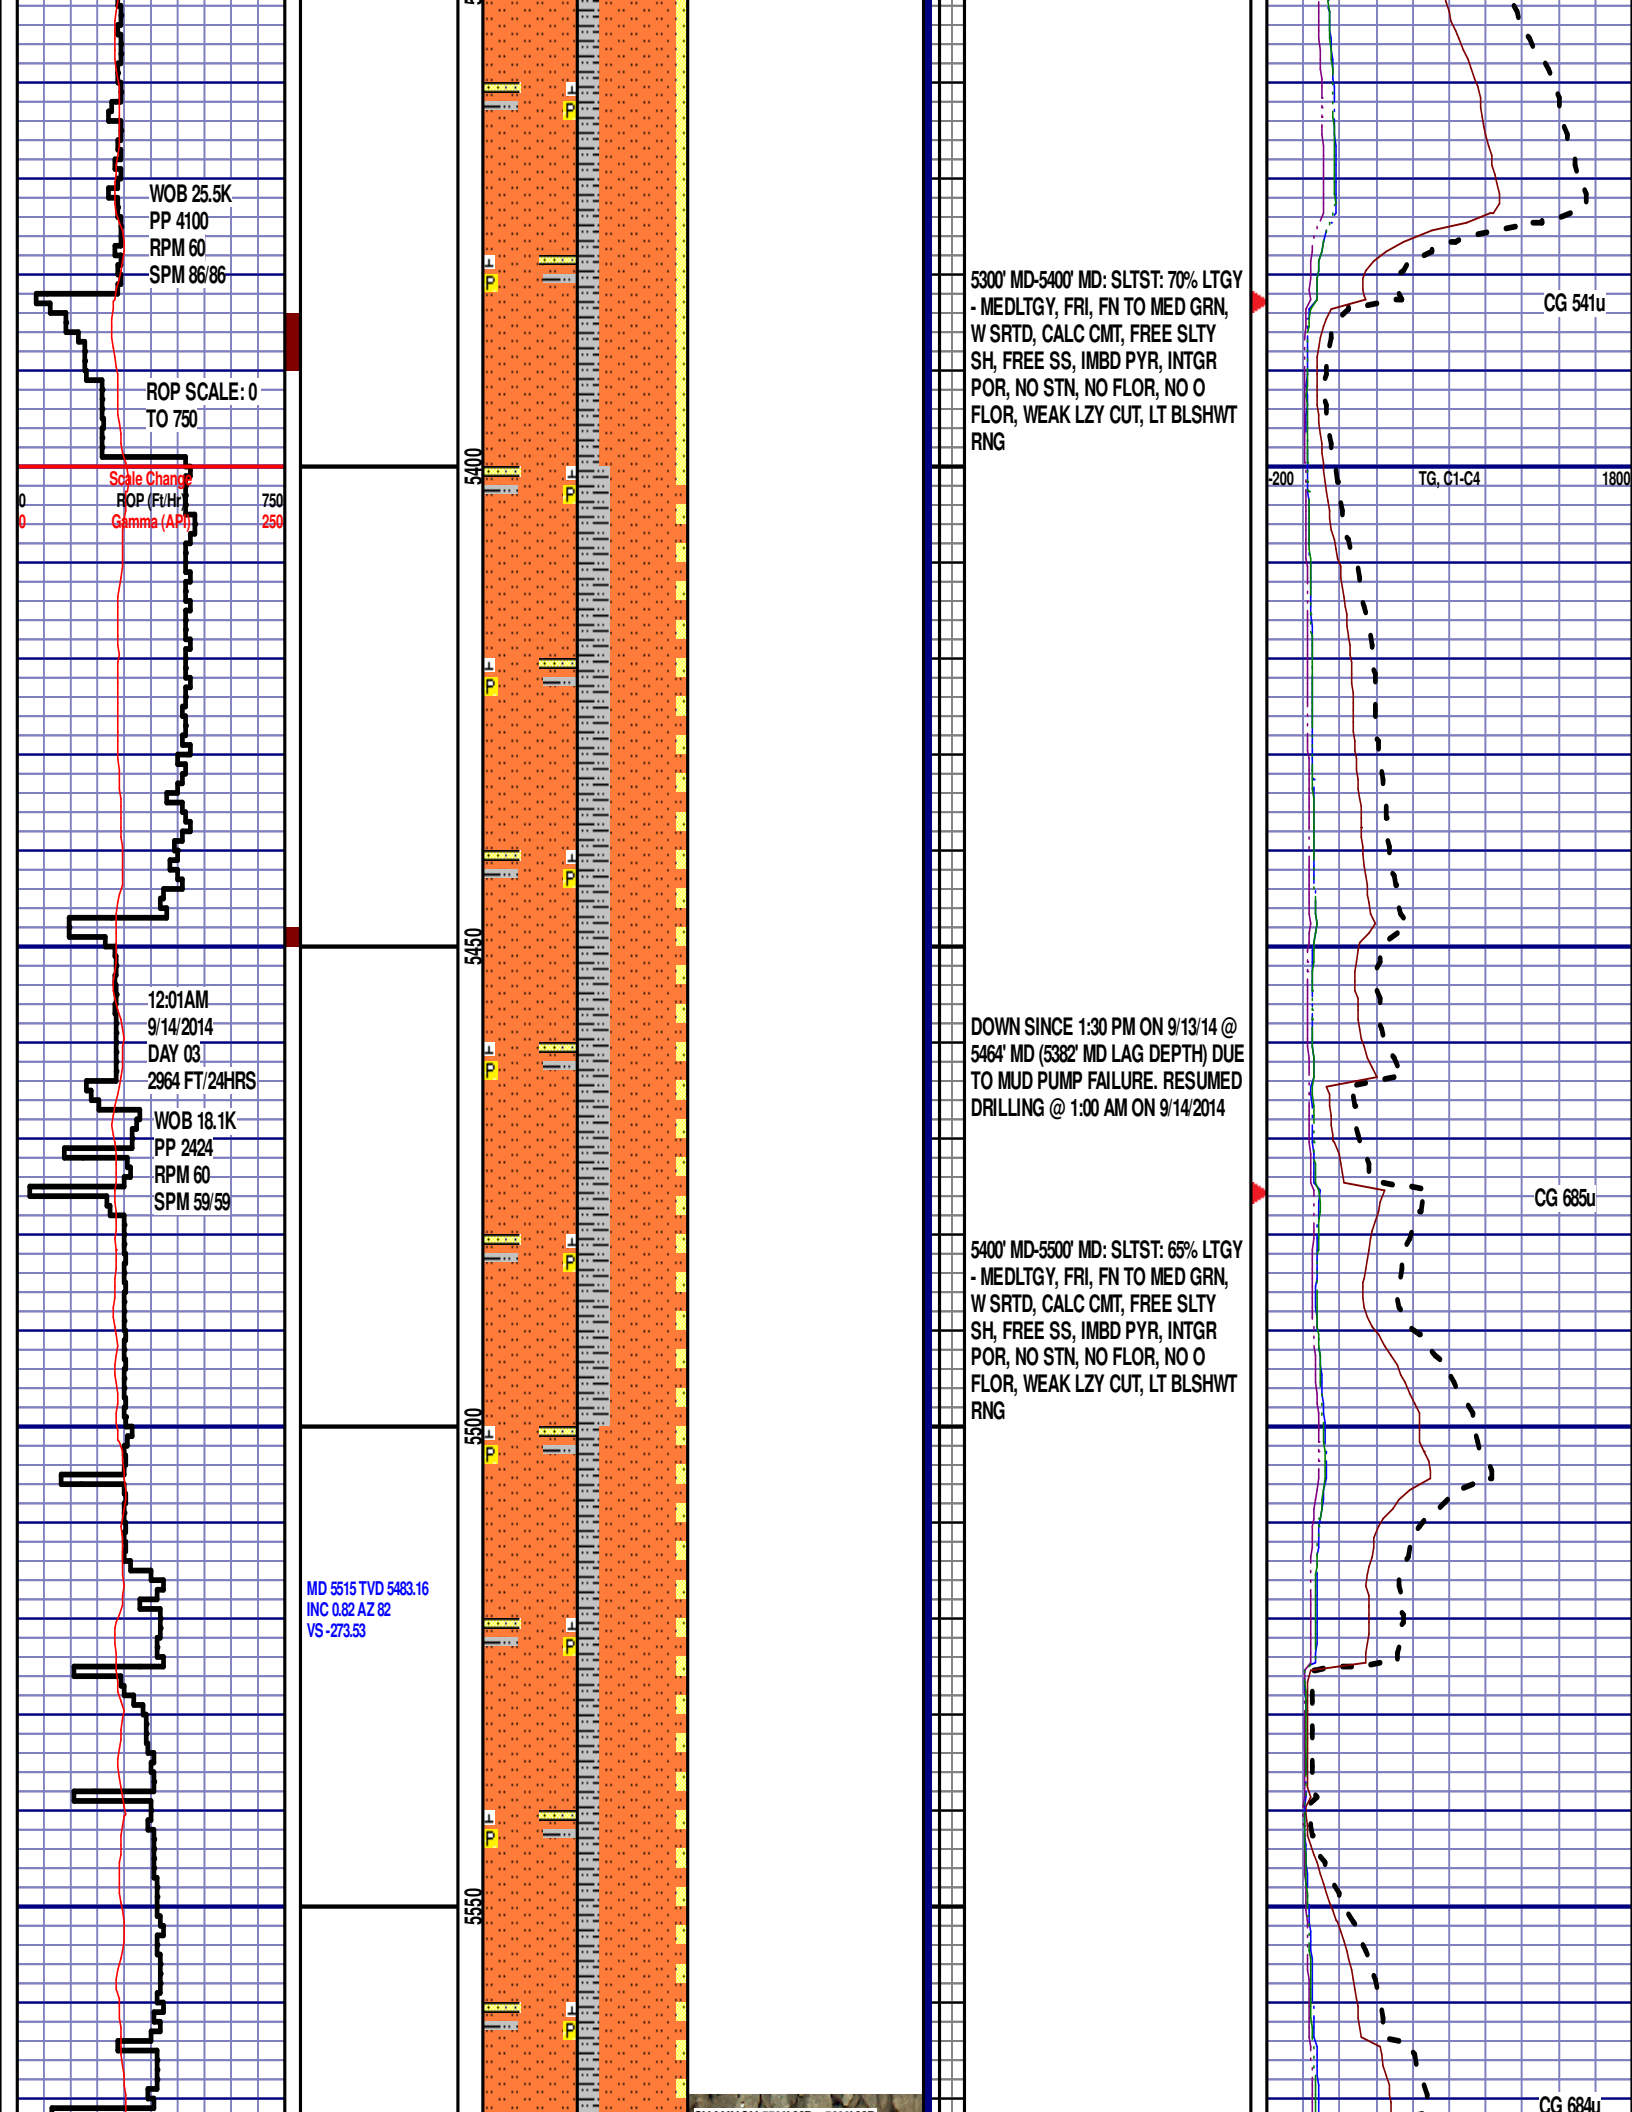 WOB 25.5K
PP 4100
RPM 60
SPM 86/86
ROP SCALE: 0
TO 750
Scale Change
0 ROP (Ft/Hr) 750
0 Gamma (API) 250
12:01AM
9/14/2014
DAY 03
2964 FT/24HRS
WOB 18.1K
PP 2424
RPM 60
SPM 59/59
MD 5515 TVD 5483.16
INC 0.82 AZ 82
VS -273.53
5400
5450
5500
5550
P
P
P
P
P
P
P
P
P
P
P
5300' MD-5400' MD: SLTST: 70% LTGY
- MEDLTGY, FRI, FN TO MED GRN,
W SRTD, CALC CMT, FREE SLTY
SH, FREE SS, IMBD PYR, INTGR
POR, NO STN, NO FLOR, NO O
FLOR, WEAK LZY CUT, LT BLSHWT
RNG
DOWN SINCE 1:30 PM ON 9/13/14 @
5464' MD (5382' MD LAG DEPTH) DUE
TO MUD PUMP FAILURE. RESUMED
DRILLING @ 1:00 AM ON 9/14/2014
5400' MD-5500' MD: SLTST: 65% LTGY
- MEDLTGY, FRI, FN TO MED GRN,
W SRTD, CALC CMT, FREE SLTY
SH, FREE SS, IMBD PYR, INTGR
POR, NO STN, NO FLOR, NO O
FLOR, WEAK LZY CUT, LT BLSHWT
RNG
CG 541u
-200 TG, C1-C4 1800
CG 685u
CG 684u